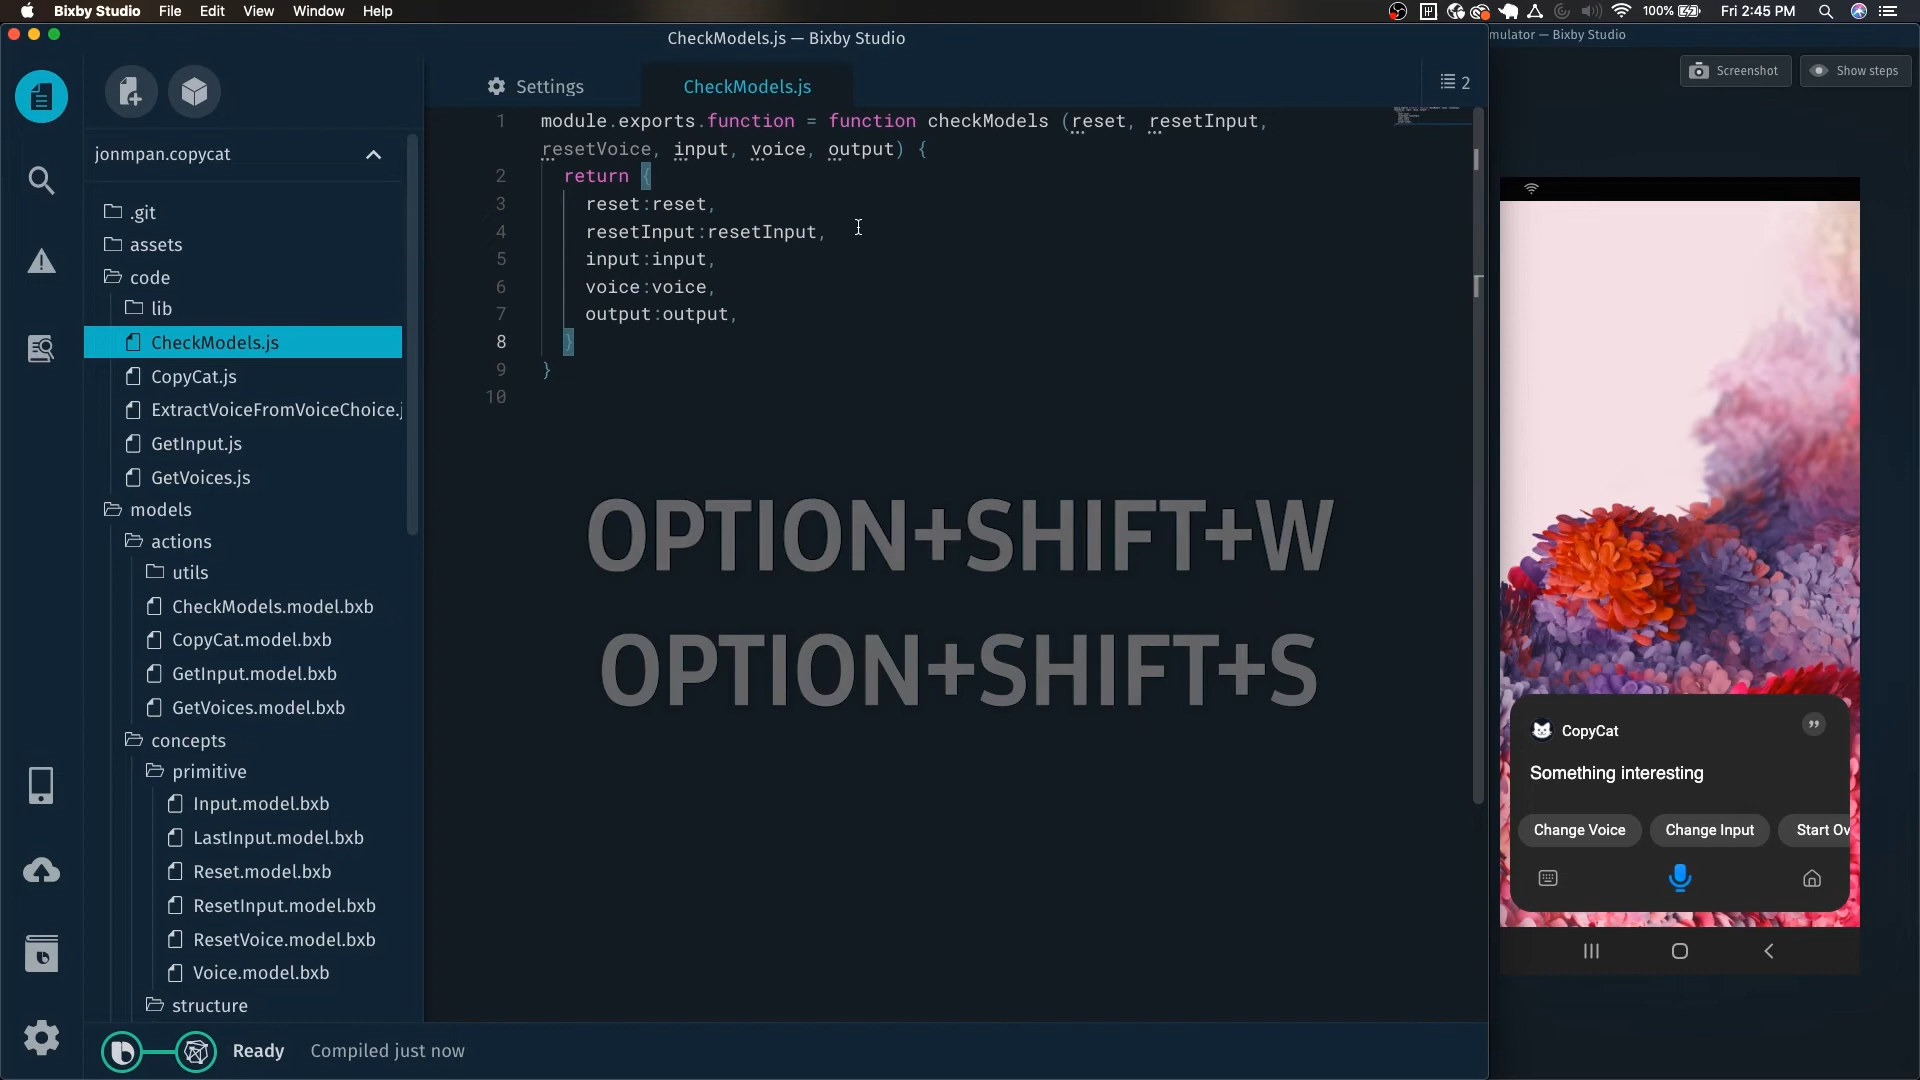 Bixby Studio File Edit View Window Help
100% Fri 2:45 PM
CheckModels.js — Bixby Studio
mulator — Bixby Studio
Screenshot
Show steps
Settings
CheckModels.js
2
jonmpan.copycat
.git
assets
code
lib
CheckModels.js
CopyCat.js
ExtractVoiceFromVoiceChoice.j
GetInput.js
GetVoices.js
models
actions
utils
CheckModels.model.bxb
CopyCat.model.bxb
GetInput.model.bxb
GetVoices.model.bxb
concepts
primitive
Input.model.bxb
LastInput.model.bxb
Reset.model.bxb
ResetInput.model.bxb
ResetVoice.model.bxb
Voice.model.bxb
structure
1 module.exports.function = function checkModels (reset, resetInput,
resetVoice, input, voice, output) {
2 return {
3 reset:reset,
4 resetInput:resetInput,
5 input:input,
6 voice:voice,
7 output:output,
8 }
9 }
10
OPTION+SHIFT+W
OPTION+SHIFT+S
CopyCat
Something interesting
Change Voice
Change Input
Start Ov
Ready Compiled just now